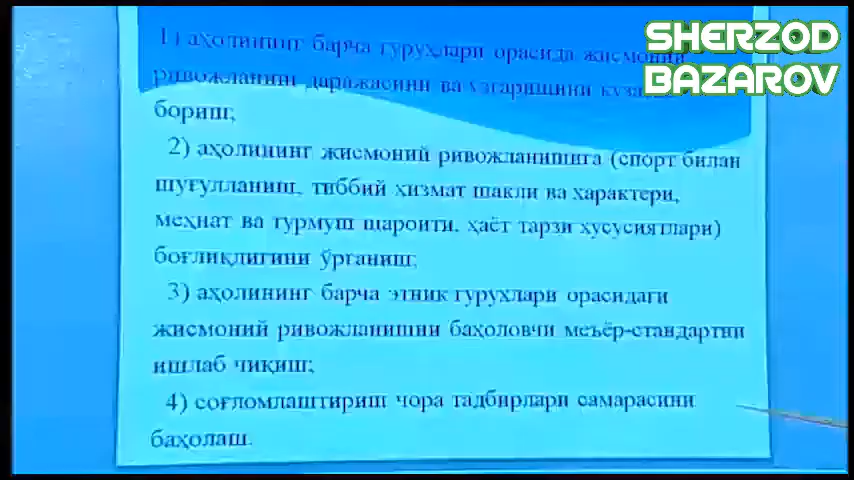 SHERZOD
BAZAROV
1) аҳолининг барча гуруҳлари орасида жисмоний
ривожланиш даражасини ва ўзгаришини
бориш;
2) аҳолининг жисмоний ривожланишига (спорт билан
шуғулланиш, тиббий хизмат шакли ва характери,
меҳнат ва турмуш шароити, ҳаёт тарзи хусусиятлари)
боғлиқлигини ўрганиш;
3) аҳолининг барча этник гуруҳлари орасидаги
жисмоний ривожланишни баҳоловчи меъёр-стандартни
ишлаб чиқиш;
4) соғломлаштириш чора тадбирлари самарасини
баҳолаш.